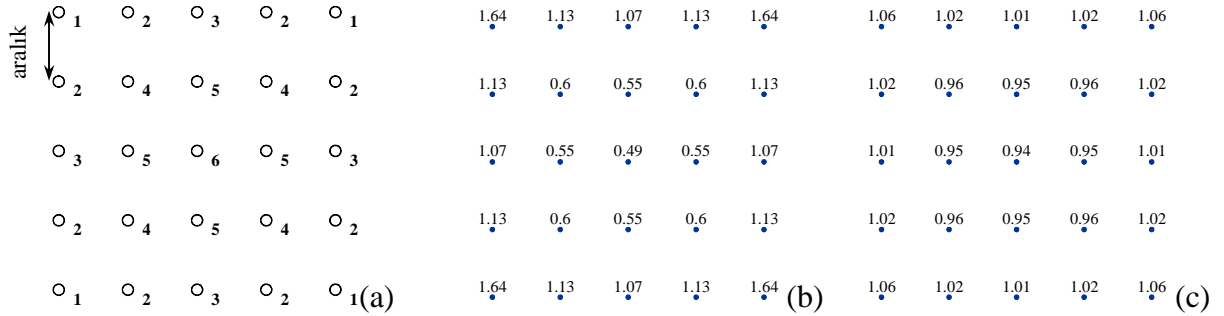 1 2 3 2 1
aralık
2 4 5 4 2
3 5 6 5 3
2 4 5 4 2
1 2 3 2 1
(a)
1.64 1.13 1.07 1.13 1.64
1.13 0.6 0.55 0.6 1.13
1.07 0.55 0.49 0.55 1.07
1.13 0.6 0.55 0.6 1.13
1.64 1.13 1.07 1.13 1.64
(b)
1.06 1.02 1.01 1.02 1.06
1.02 0.96 0.95 0.96 1.02
1.01 0.95 0.94 0.95 1.01
1.02 0.96 0.95 0.96 1.02
1.06 1.02 1.01 1.02 1.06
(c)